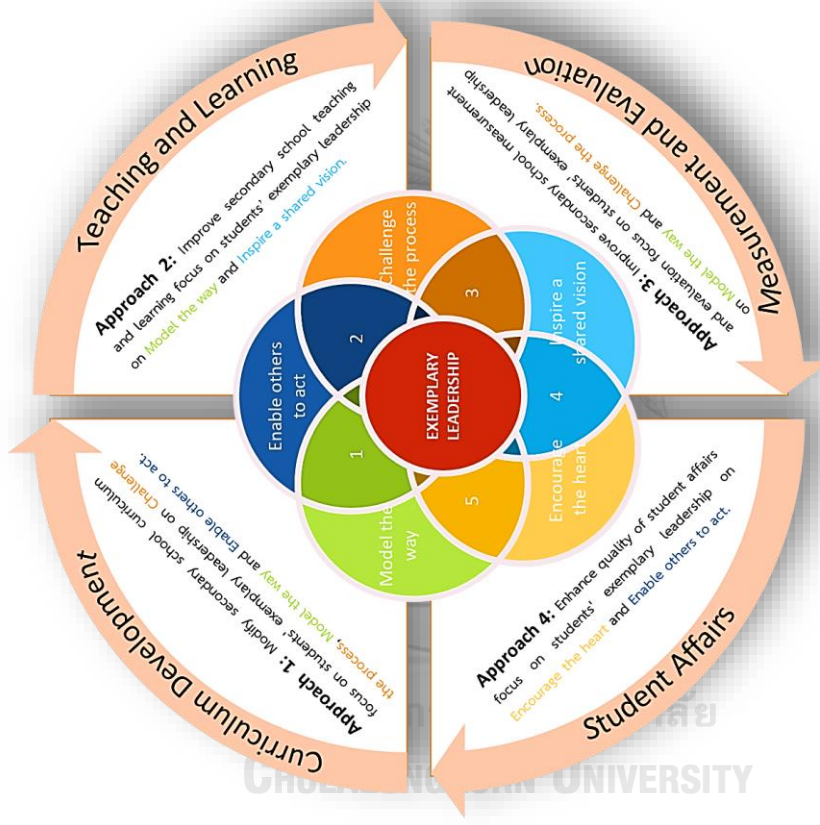 Curriculum Development
Approach 1: Modify secondary school curriculum
focus on students' exemplary leadership on Challenge
the process, Model the way and Enable others to act.
Teaching and Learning
Approach 2: Improve secondary school teaching
and learning focus on students' exemplary leadership
on Model the way and Inspire a shared vision.
Measurement and Evaluation
Approach 3: Improve secondary school measurement
and evaluation focus on students' exemplary leadership
on Model the way and Challenge the process.
Student Affairs
Approach 4: Enhance quality of student affairs
focus on students' exemplary leadership on
Encourage the heart and Enable others to act.
Enable others
to act
Challenge
the process
Inspire a
shared vision
Encourage
the heart
Model the
way
1
2
3
4
5
EXEMPLARY
LEADERSHIP
UNIVERSITY